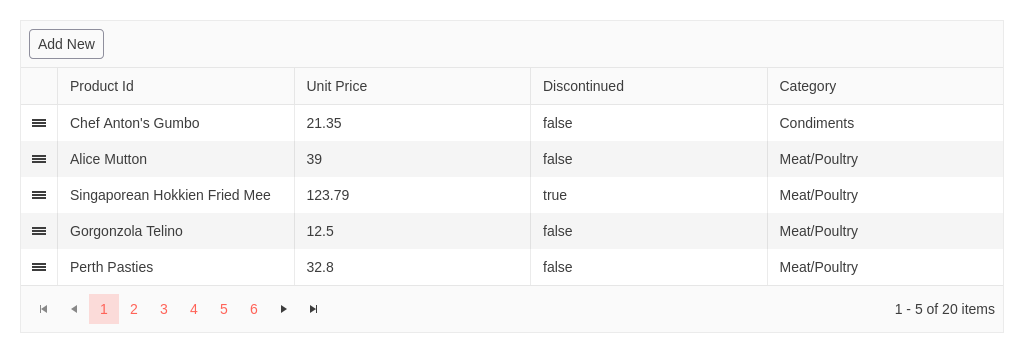 Add New
Product Id Unit Price Discontinued Category
Chef Anton's Gumbo 21.35 false Condiments
Alice Mutton 39 false Meat/Poultry
Singaporean Hokkien Fried Mee 123.79 true Meat/Poultry
Gorgonzola Telino 12.5 false Meat/Poultry
Perth Pasties 32.8 false Meat/Poultry
1 2 3 4 5 6 1 - 5 of 20 items